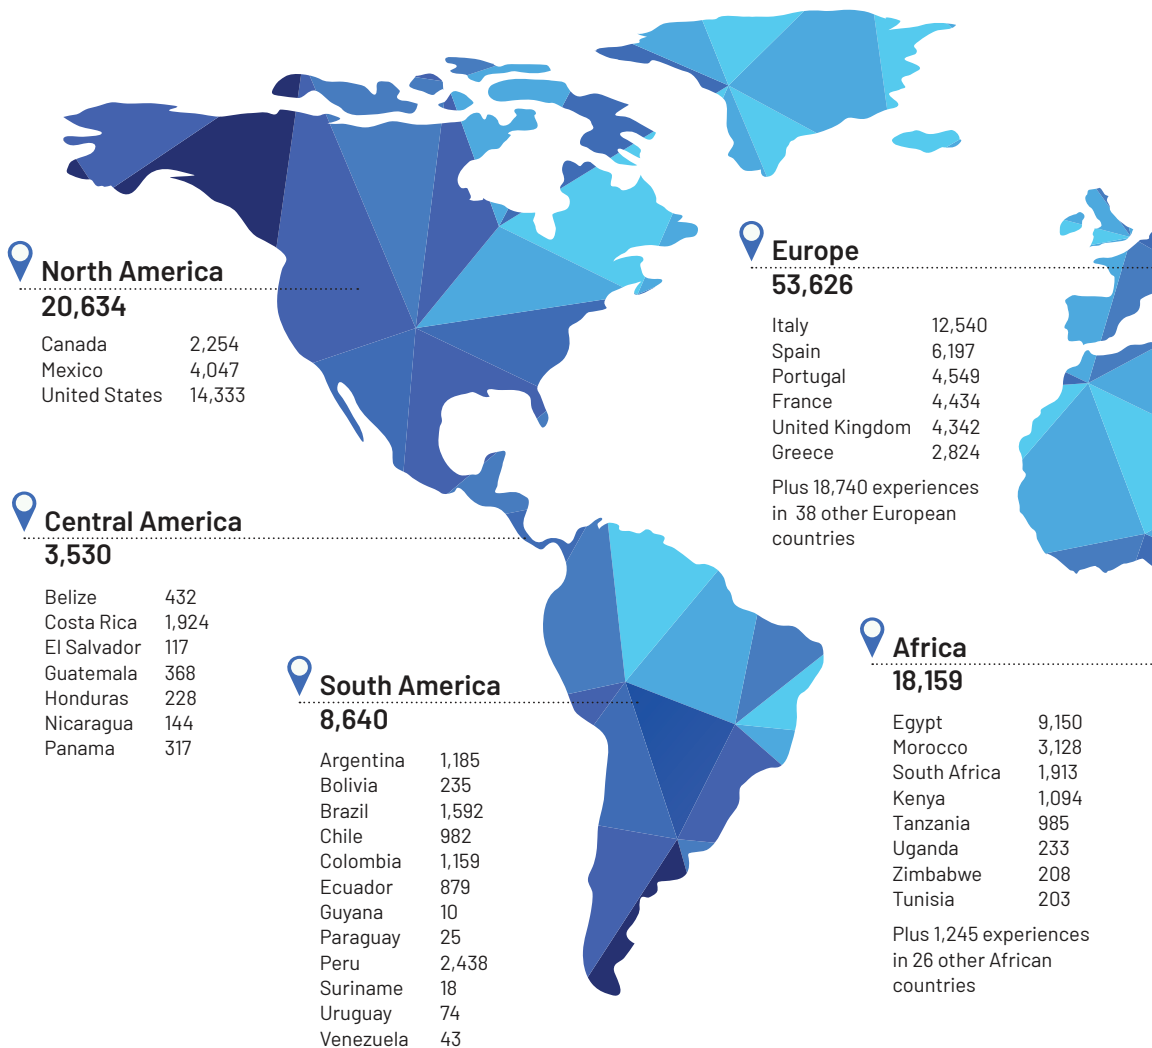 North America
20,634
Canada 2,254
Mexico 4,047
United States 14,333
Central America
3,530
Belize 432
Costa Rica 1,924
El Salvador 117
Guatemala 368
Honduras 228
Nicaragua 144
Panama 317
South America
8,640
Argentina 1,185
Bolivia 235
Brazil 1,592
Chile 982
Colombia 1,159
Ecuador 879
Guyana 10
Paraguay 25
Peru 2,438
Suriname 18
Uruguay 74
Venezuela 43
Europe
53,626
Italy 12,540
Spain 6,197
Portugal 4,549
France 4,434
United Kingdom 4,342
Greece 2,824
Plus 18,740 experiences
in 38 other European
countries
Africa
18,159
Egypt 9,150
Morocco 3,128
South Africa 1,913
Kenya 1,094
Tanzania 985
Uganda 233
Zimbabwe 208
Tunisia 203
Plus 1,245 experiences
in 26 other African
countries